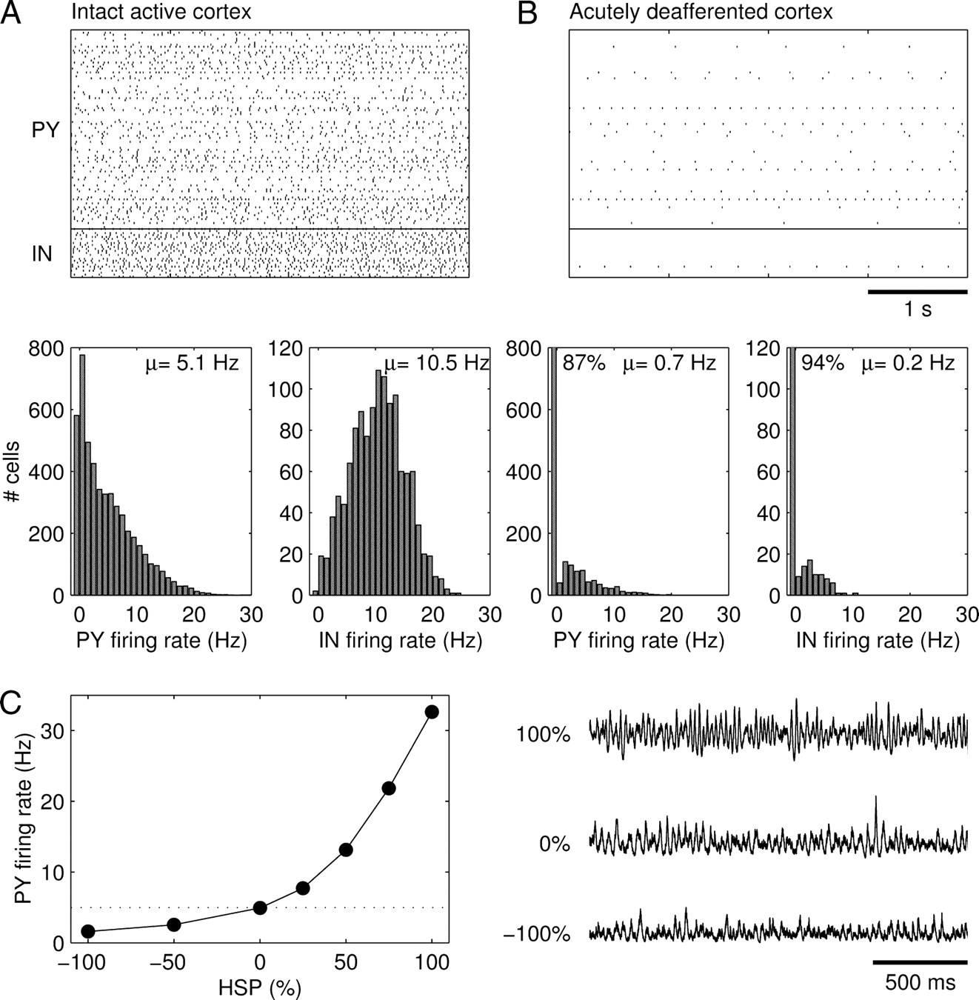 A Intact active cortex
B Acutely deafferented cortex
PY
IN
1 s
# cells
800
600
400
200
0
μ= 5.1 Hz
0 10 20 30
PY firing rate (Hz)
120
100
80
60
40
20
0
μ= 10.5 Hz
0 10 20 30
IN firing rate (Hz)
800
600
400
200
0
87% μ= 0.7 Hz
0 10 20 30
PY firing rate (Hz)
120
100
80
60
40
20
0
94% μ= 0.2 Hz
0 10 20 30
IN firing rate (Hz)
C
PY firing rate (Hz)
30
20
10
0
−100 −50 0 50 100
HSP (%)
100%
0%
−100%
500 ms